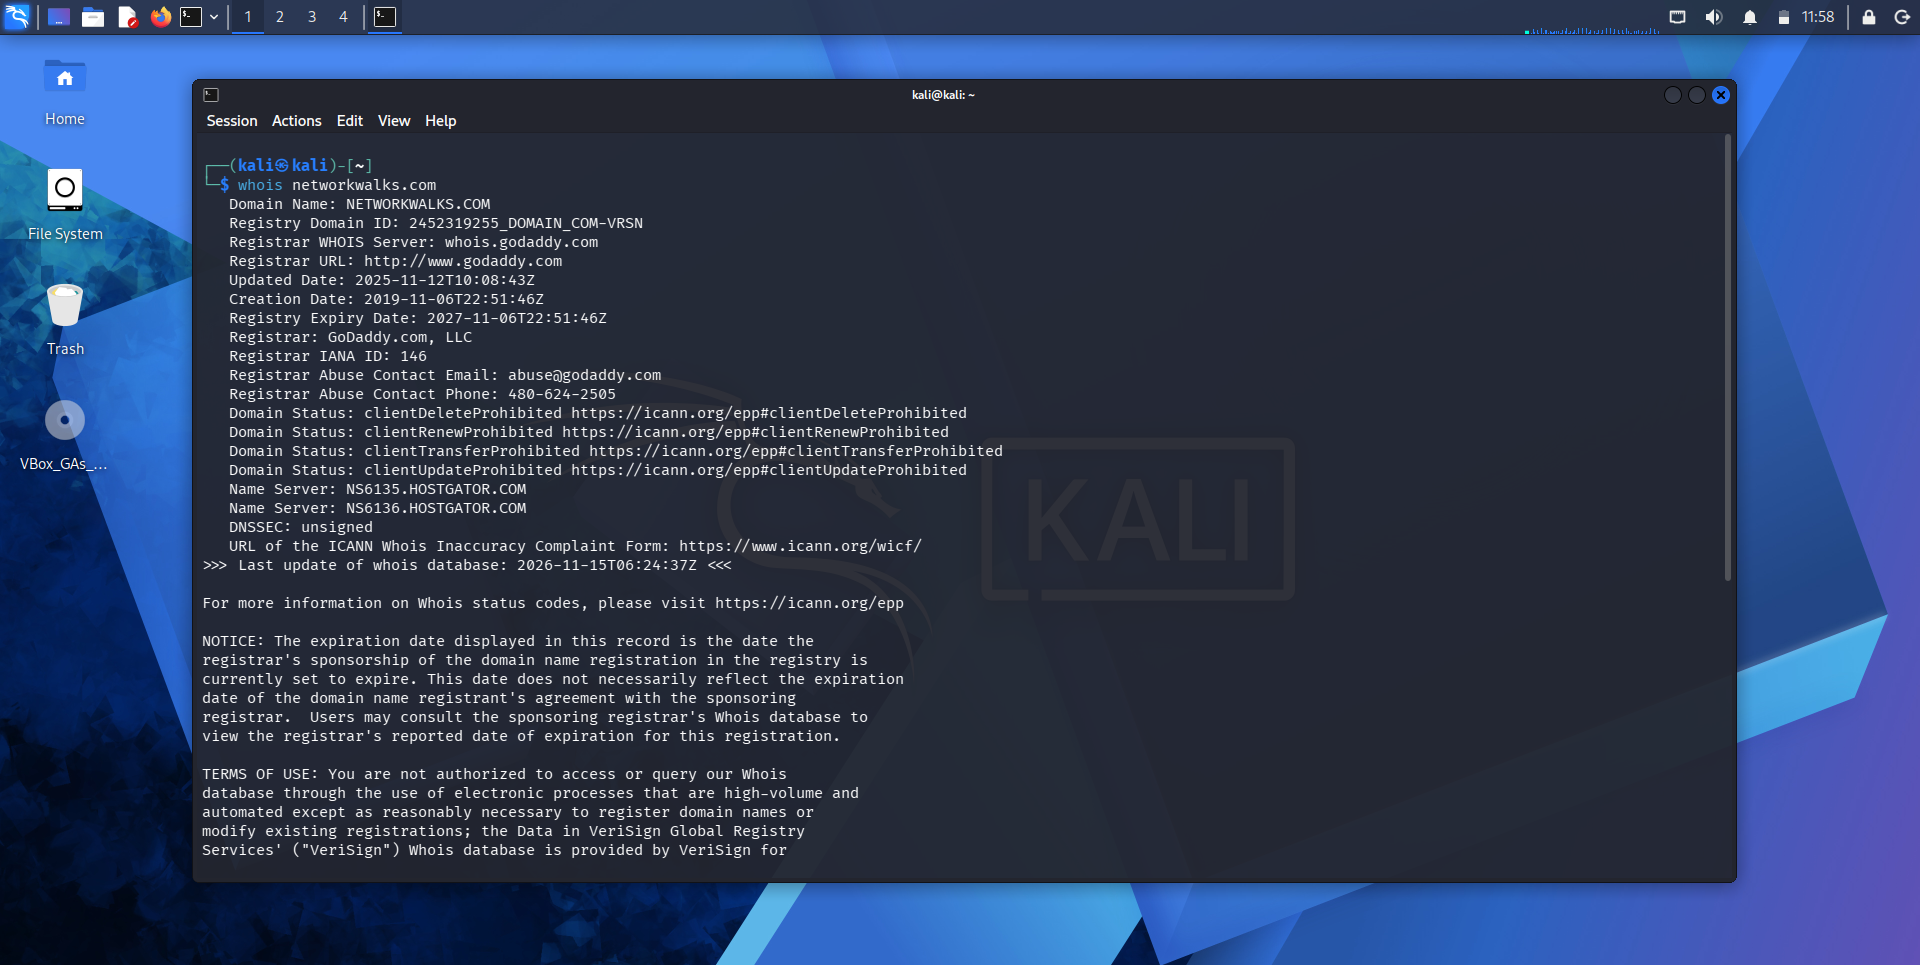 1 2 3 4 11:58
Home
File System
Trash
VBox_GAs_...
kali@kali: ~
Session Actions Edit View Help
┌──(kali㉿kali)-[~]
└─$ whois networkwalks.com
Domain Name: NETWORKWALKS.COM
Registry Domain ID: 2452319255_DOMAIN_COM-VRSN
Registrar WHOIS Server: whois.godaddy.com
Registrar URL: http://www.godaddy.com
Updated Date: 2025-11-12T10:08:43Z
Creation Date: 2019-11-06T22:51:46Z
Registry Expiry Date: 2027-11-06T22:51:46Z
Registrar: GoDaddy.com, LLC
Registrar IANA ID: 146
Registrar Abuse Contact Email: abuse@godaddy.com
Registrar Abuse Contact Phone: 480-624-2505
Domain Status: clientDeleteProhibited https://icann.org/epp#clientDeleteProhibited
Domain Status: clientRenewProhibited https://icann.org/epp#clientRenewProhibited
Domain Status: clientTransferProhibited https://icann.org/epp#clientTransferProhibited
Domain Status: clientUpdateProhibited https://icann.org/epp#clientUpdateProhibited
Name Server: NS6135.HOSTGATOR.COM
Name Server: NS6136.HOSTGATOR.COM
DNSSEC: unsigned
URL of the ICANN Whois Inaccuracy Complaint Form: https://www.icann.org/wicf/
>>> Last update of whois database: 2026-11-15T06:24:37Z <<<
For more information on Whois status codes, please visit https://icann.org/epp
NOTICE: The expiration date displayed in this record is the date the
registrar's sponsorship of the domain name registration in the registry is
currently set to expire. This date does not necessarily reflect the expiration
date of the domain name registrant's agreement with the sponsoring
registrar.  Users may consult the sponsoring registrar's Whois database to
view the registrar's reported date of expiration for this registration.
TERMS OF USE: You are not authorized to access or query our Whois
database through the use of electronic processes that are high-volume and
automated except as reasonably necessary to register domain names or
modify existing registrations; the Data in VeriSign Global Registry
Services' ("VeriSign") Whois database is provided by VeriSign for
KALI